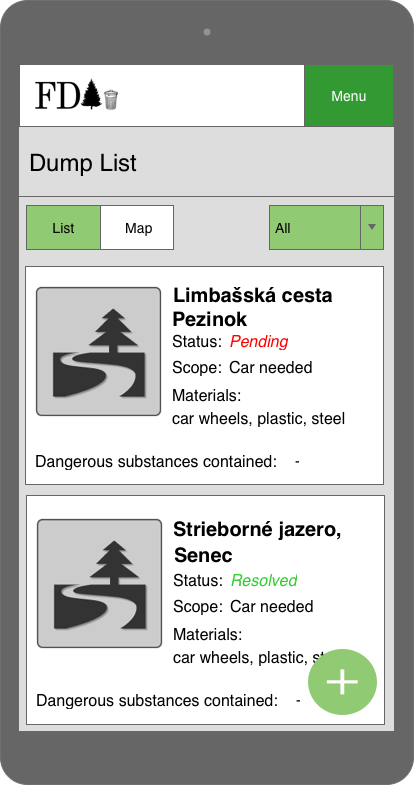 FD
Menu
Dump List
List
Map
All
Limbašská cesta
Pezinok
Status: Pending
Scope: Car needed
Materials:
car wheels, plastic, steel
Dangerous substances contained: -
Strieborné jazero,
Senec
Status: Resolved
Scope: Car needed
Materials:
car wheels, plastic,
Dangerous substances contained: -